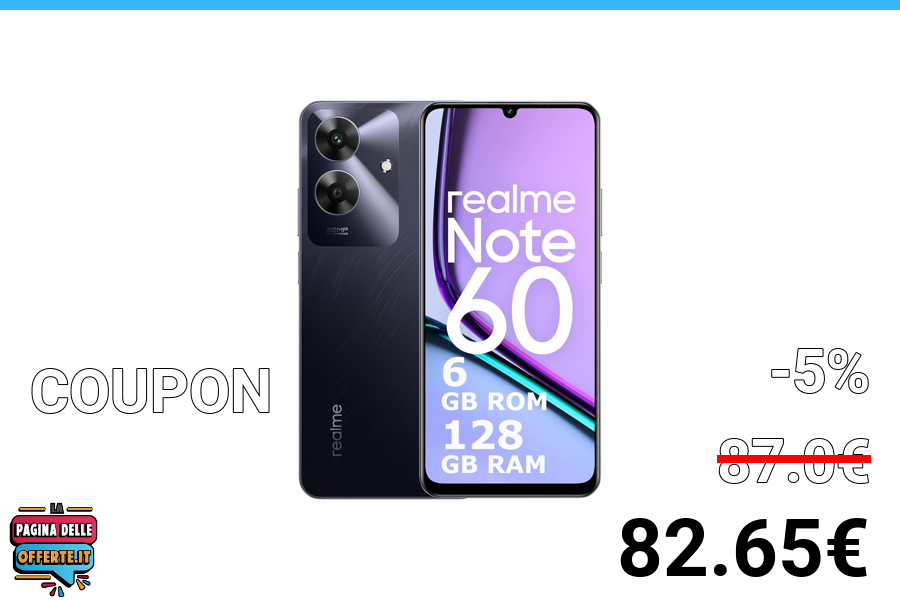 realme
Note
60
6
GB ROM
128
GB RAM
realme
COUPON
-5%
87.0€
82.65€
LA
PAGINA DELLE
OFFERTE.IT